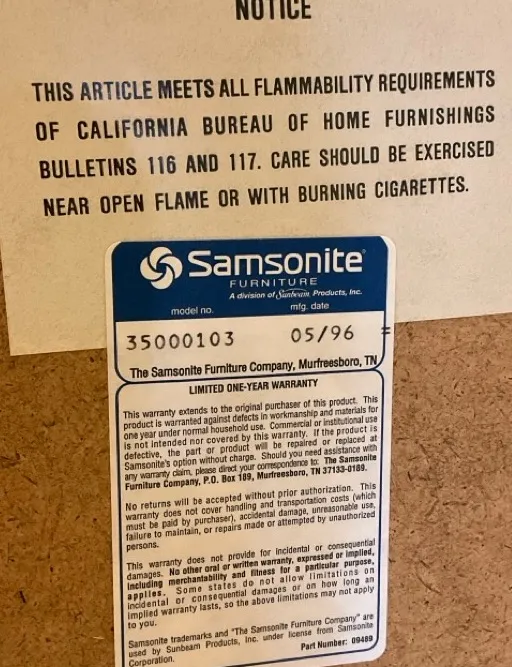 NOTICE
THIS ARTICLE MEETS ALL FLAMMABILITY REQUIREMENTS
OF CALIFORNIA BUREAU OF HOME FURNISHINGS
BULLETINS 116 AND 117. CARE SHOULD BE EXERCISED
NEAR OPEN FLAME OR WITH BURNING CIGARETTES.
Samsonite®
FURNITURE
A division of Sunbeam Products, Inc.
model no. mfg. date
35000103 05/96 =
The Samsonite Furniture Company, Murfreesboro, TN
LIMITED ONE-YEAR WARRANTY
This warranty extends to the original purchaser of this product. This
product is warranted against defects in workmanship and materials for
one year under normal household use. Commercial or institutional use
is not intended nor covered by this warranty. If the product is
defective, the part or product will be repaired or replaced at
Samsonite's option without charge. Should you need assistance with
any warranty claim, please direct your correspondence to: The Samsonite
Furniture Company, P.O. Box 189, Murfreesboro, TN 37133-0189.
No returns will be accepted without prior authorization. This
warranty does not cover handling and transportation costs (which
must be paid by purchaser), accidental damage, unreasonable use,
failure to maintain, or repairs made or attempted by unauthorized
persons.
This warranty does not provide for incidental or consequential
damages. No other oral or written warranty, expressed or implied,
including merchantability and fitness for a particular purpose,
applies. Some states do not allow limitations on
incidental or consequential damages or on how long an
implied warranty lasts, so the above limitations may not apply
to you.
Samsonite trademarks and "The Samsonite Furniture Company" are
used by Sunbeam Products, Inc. under license from Samsonite
Corporation. Part Number: 09489